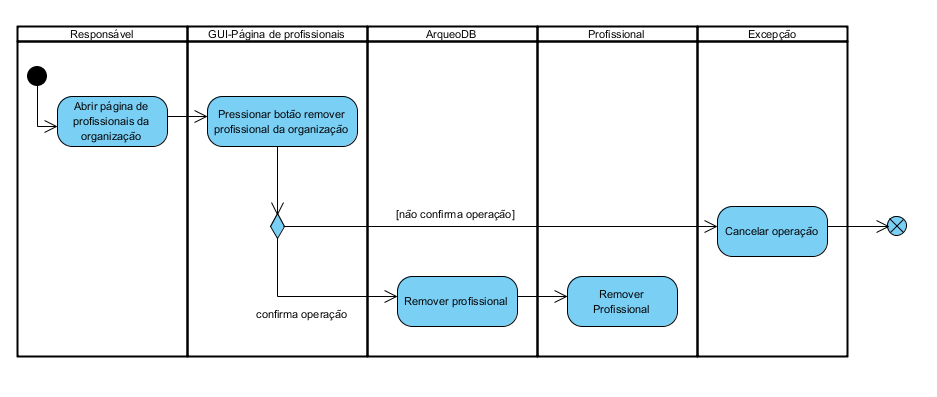 Responsável
GUI-Página de profissionais
ArqueoDB
Profissional
Excepção
Abrir página de
profissionais da
organização
Pressionar botão remover
profissional da organização
[não confirma operação]
Cancelar operação
confirma operação
Remover profissional
Remover
Profissional